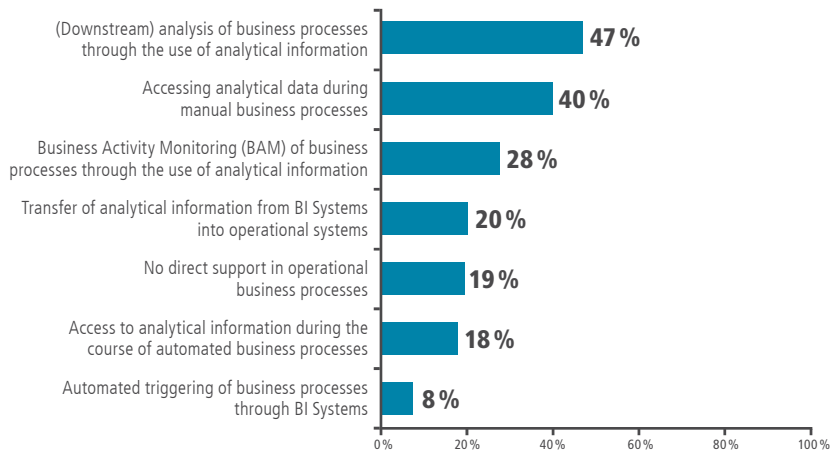 (Downstream) analysis of business processes
through the use of analytical information
47 %
Accessing analytical data during
manual business processes
40 %
Business Activity Monitoring (BAM) of business
processes through the use of analytical information
28 %
Transfer of analytical information from BI Systems
into operational systems
20 %
No direct support in operational
business processes
19 %
Access to analytical information during the
course of automated business processes
18 %
Automated triggering of business processes
through BI Systems
8 %
0 % 20 % 40 % 60 % 80 % 100 %